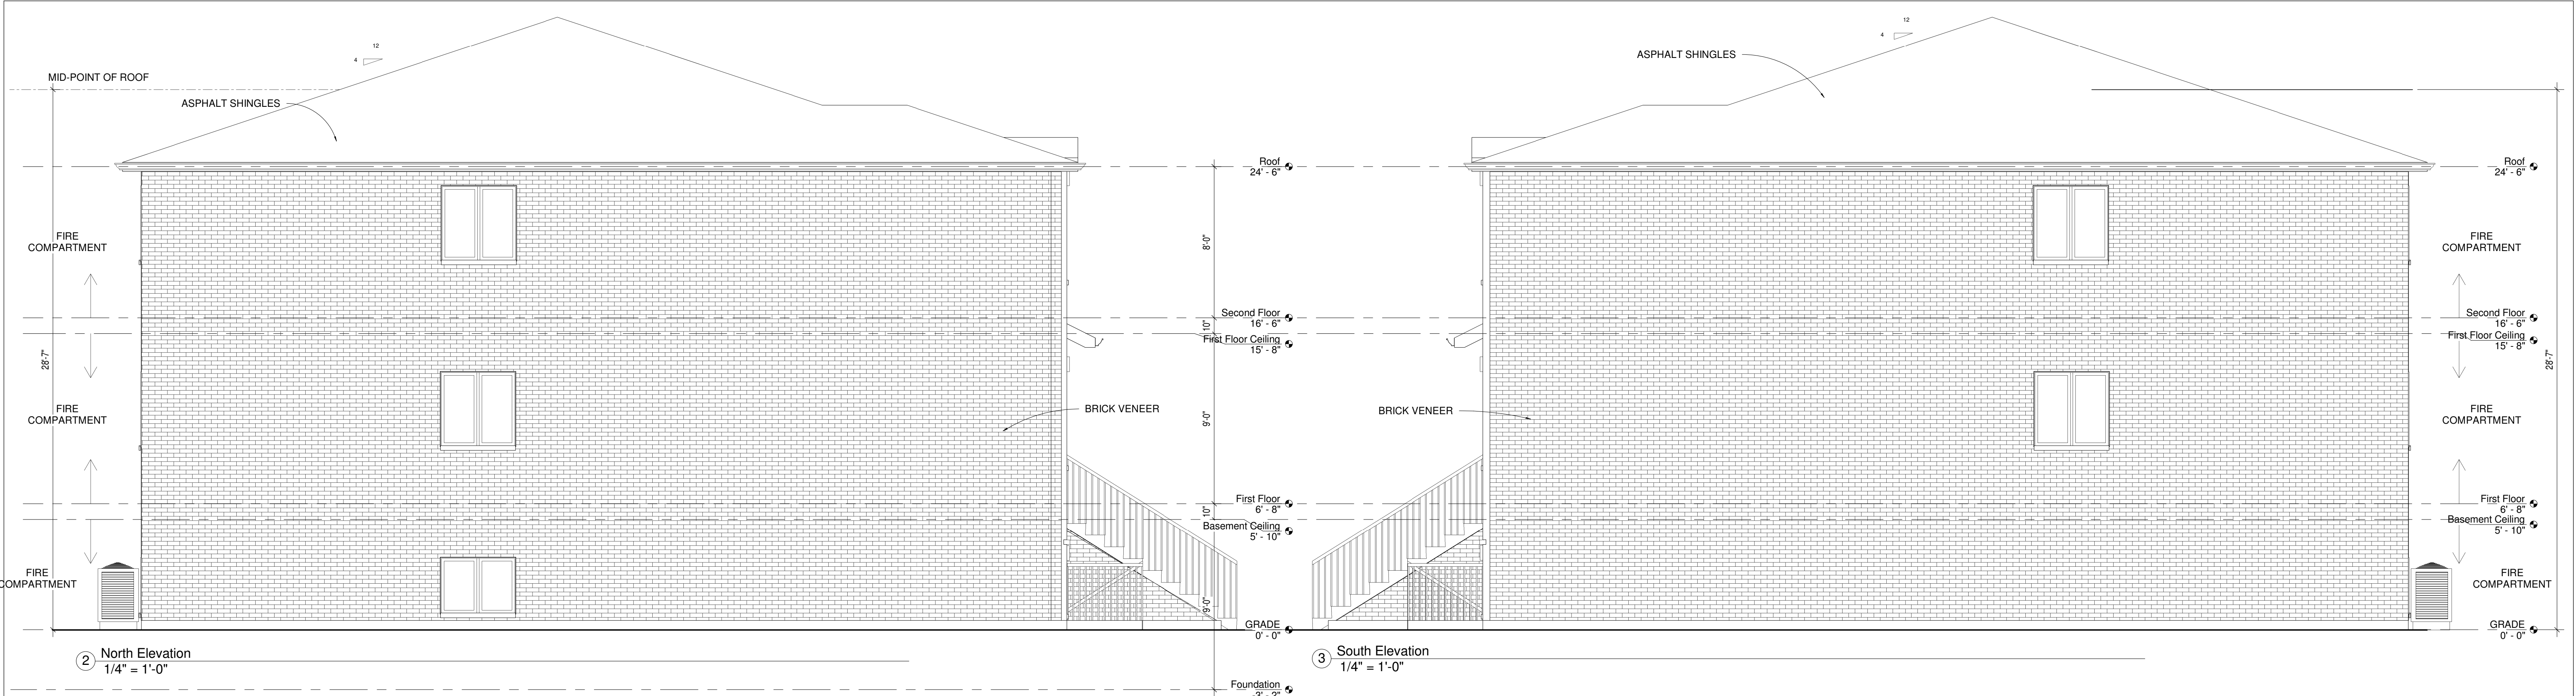 12
4
MID-POINT OF ROOF
ASPHALT SHINGLES
Roof
24' - 6"
FIRE
COMPARTMENT
8'-0"
Second Floor
16' - 6"
10"
First Floor Ceiling
15' - 8"
28'-7"
FIRE
COMPARTMENT
9'-0"
BRICK VENEER
First Floor
6' - 8"
10"
Basement Ceiling
5' - 10"
FIRE
COMPARTMENT
9'-0"
GRADE
0' - 0"
2
North Elevation
1/4" = 1'-0"
Foundation
-3' - 2"
12
4
ASPHALT SHINGLES
Roof
24' - 6"
FIRE
COMPARTMENT
Second Floor
16' - 6"
First Floor Ceiling
15' - 8"
28'-7"
BRICK VENEER
FIRE
COMPARTMENT
First Floor
6' - 8"
Basement Ceiling
5' - 10"
FIRE
COMPARTMENT
GRADE
0' - 0"
3
South Elevation
1/4" = 1'-0"